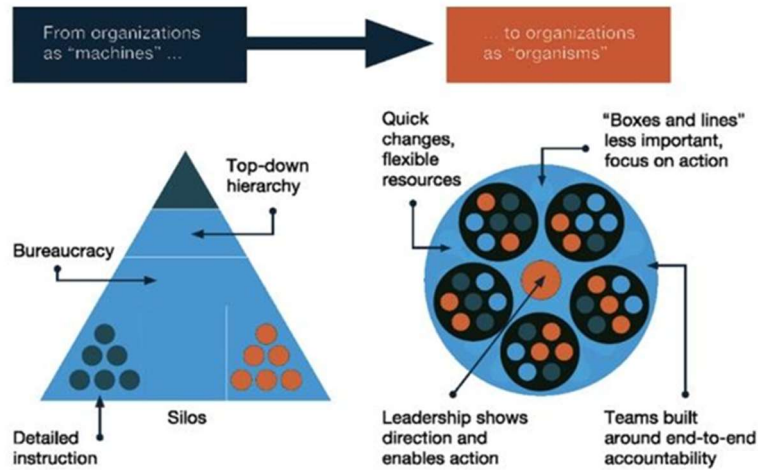 From organizations
as “machines” ...
... to organizations
as “organisms”
Top-down
hierarchy
Bureaucracy
Detailed
instruction
Silos
Quick
changes,
flexible
resources
“Boxes and lines”
less important,
focus on action
Leadership shows
direction and
enables action
Teams built
around end-to-end
accountability